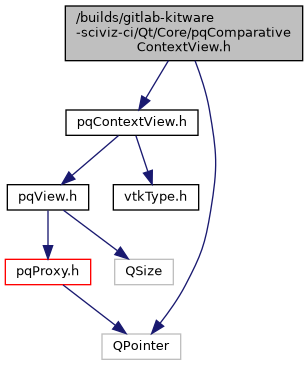 /builds/gitlab-kitware
-sciviz-ci/Qt/Core/pqComparative
ContextView.h
pqContextView.h
pqView.h
vtkType.h
pqProxy.h
QSize
QPointer